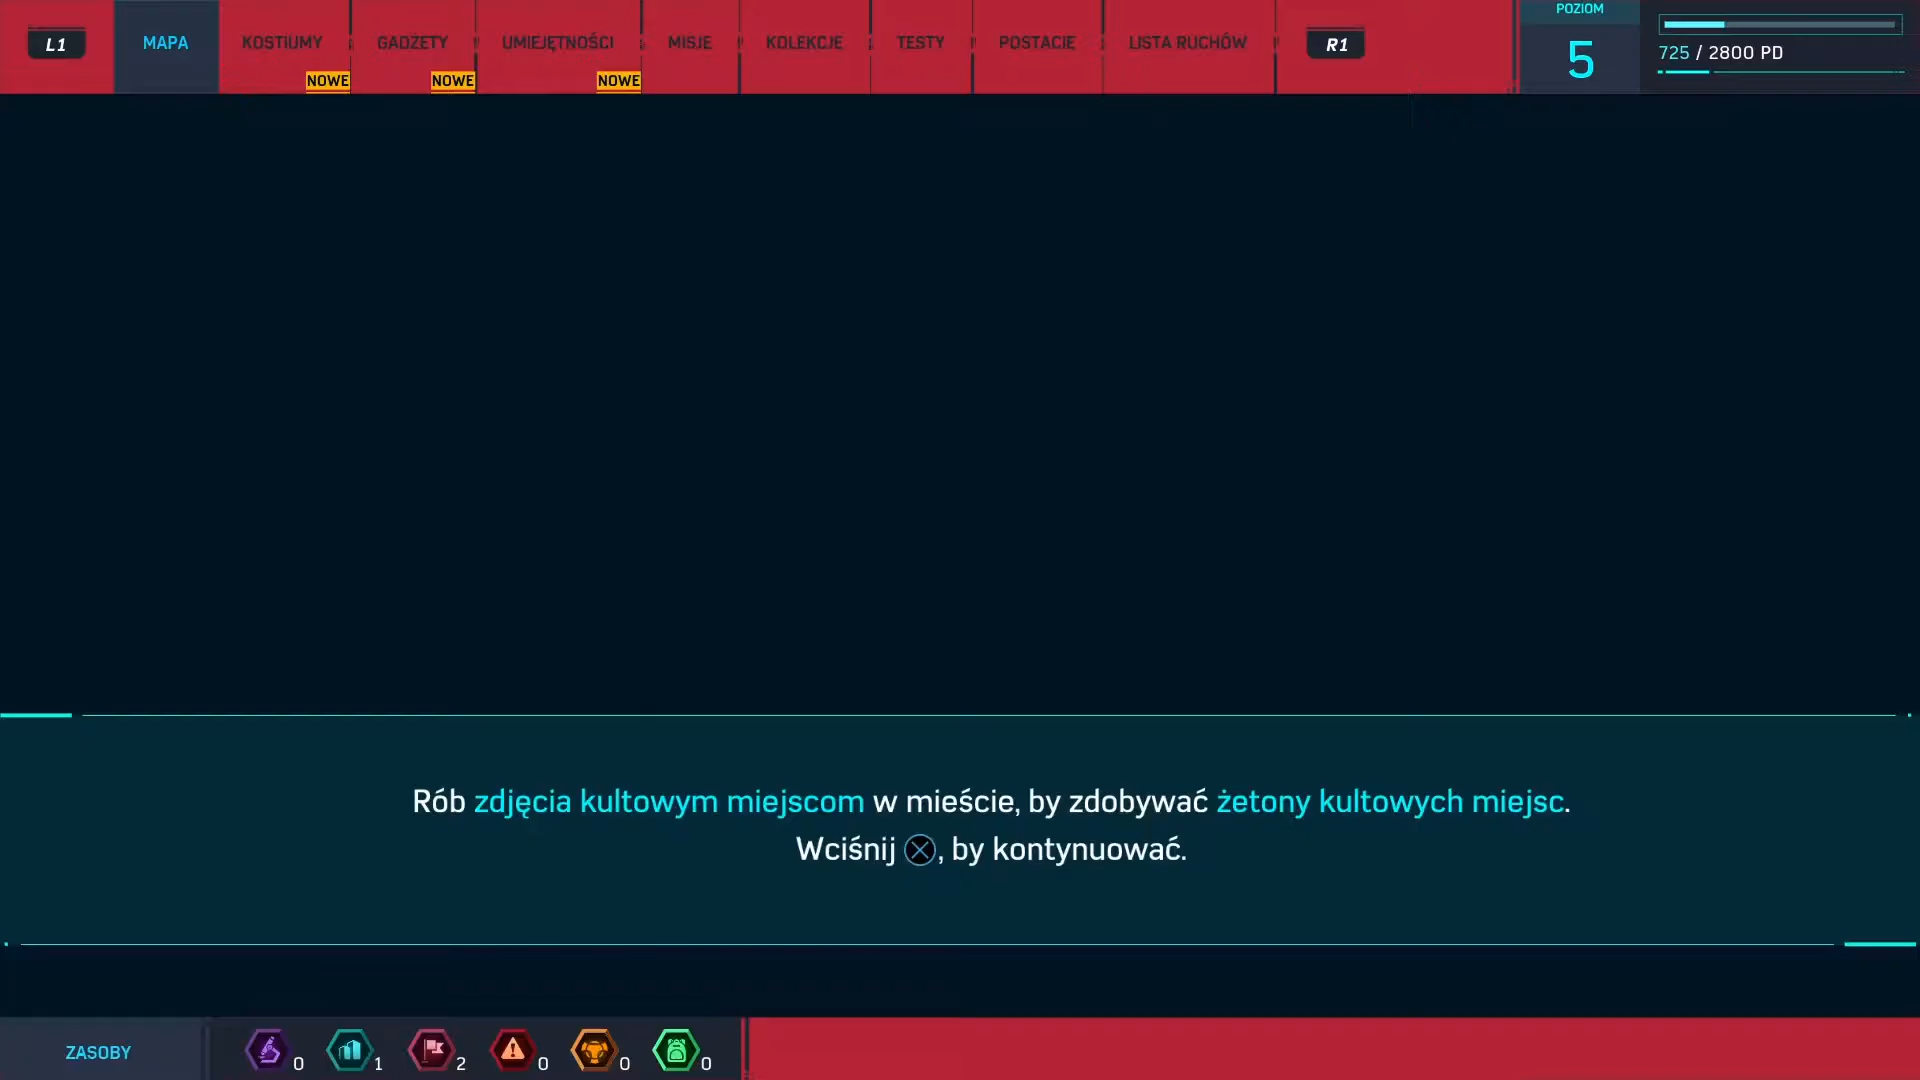 L1
MAPA
KOSTIUMY
NOWE
GADŻETY
NOWE
UMIEJĘTNOŚCI
NOWE
MISJE
KOLEKCJE
TESTY
POSTACIE
LISTA RUCHÓW
R1
POZIOM
5
725 / 2800 PD
Rób zdjęcia kultowym miejscom w mieście, by zdobywać żetony kultowych miejsc.
Wciśnij , by kontynuować.
ZASOBY
0
1
2
0
0
0